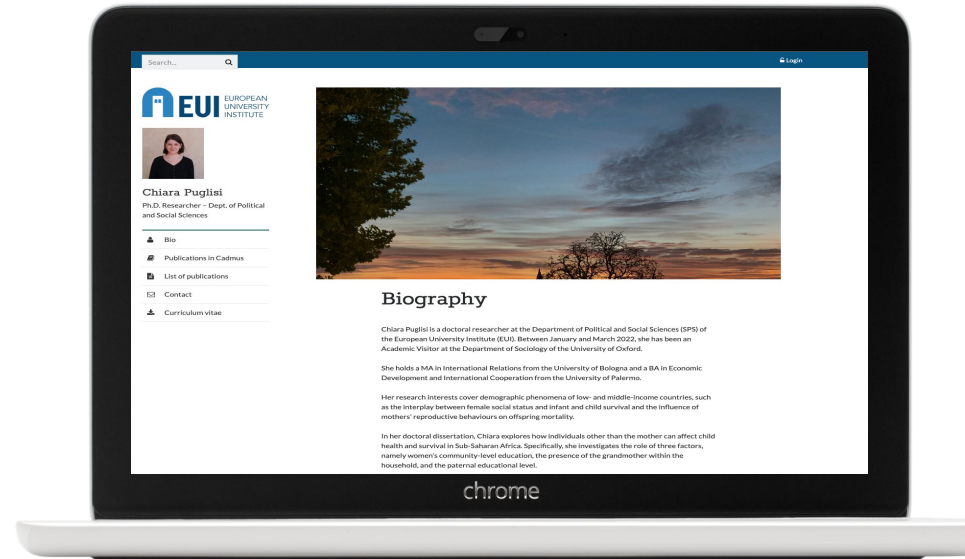 Search...
Login
EUI EUROPEAN
UNIVERSITY
INSTITUTE
Chiara Puglisi
Ph.D. Researcher – Dept. of Political
and Social Sciences
Bio
Publications in Cadmus
List of publications
Contact
Curriculum vitae
Biography
Chiara Puglisi is a doctoral researcher at the Department of Political and Social Sciences (SPS) of
the European University Institute (EUI). Between January and March 2022, she has been an
Academic Visitor at the Department of Sociology of the University of Oxford.
She holds a MA in International Relations from the University of Bologna and a BA in Economic
Development and International Cooperation from the University of Palermo.
Her research interests cover demographic phenomena of low- and middle-income countries, such
as the interplay between female social status and infant and child survival and the influence of
mothers' reproductive behaviours on offspring mortality.
In her doctoral dissertation, Chiara explores how individuals other than the mother can affect child
health and survival in Sub-Saharan Africa. Specifically, she investigates the role of three factors,
namely women's community-level education, the presence of the grandmother within the
household, and the paternal educational level.
chrome